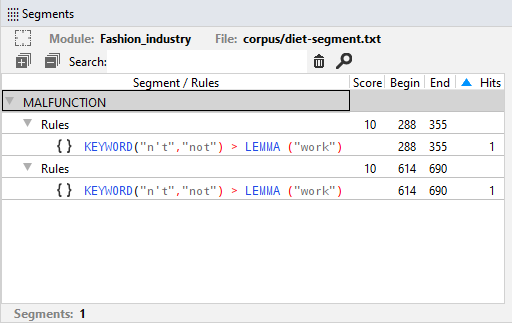 Segments
Module: Fashion_industry File: corpus/diet-segment.txt
Search:
Segment / Rules Score Begin End Hits
MALFUNCTION
Rules 10 288 355
{ } KEYWORD("n't","not") > LEMMA ("work") 288 355 1
Rules 10 614 690
{ } KEYWORD("n't","not") > LEMMA ("work") 614 690 1
Segments: 1